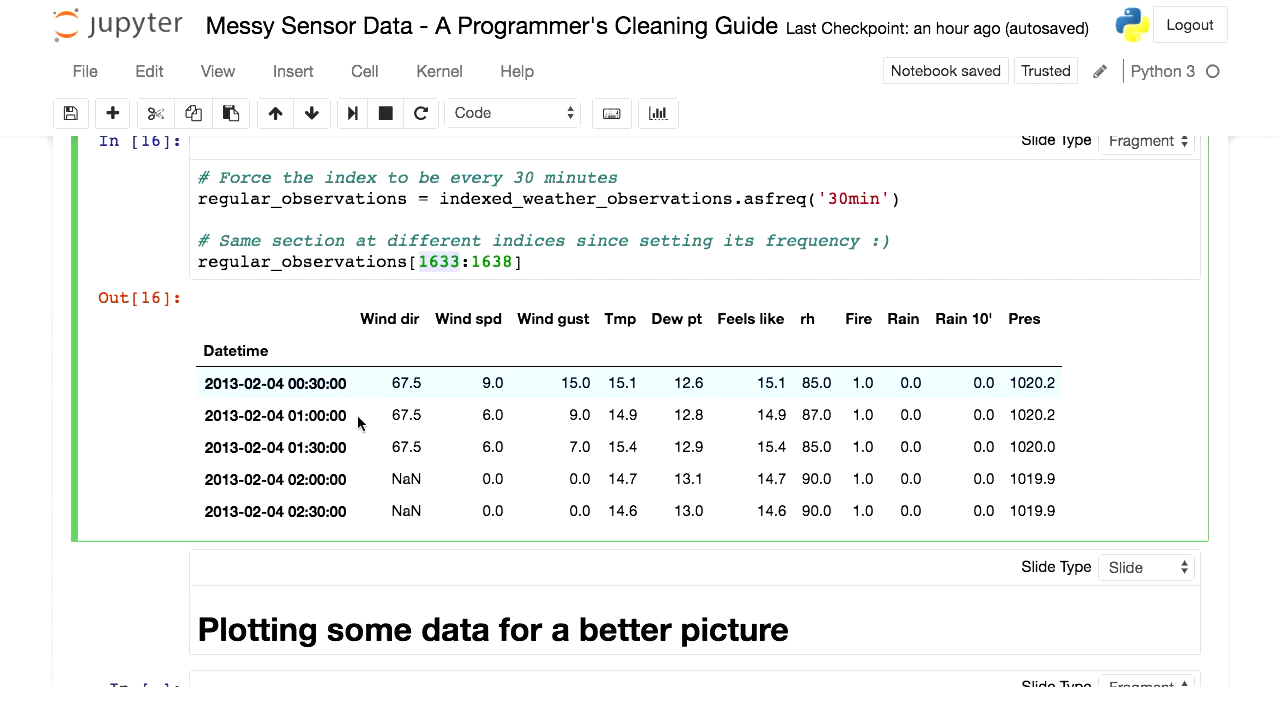 jupyter Messy Sensor Data - A Programmer's Cleaning Guide Last Checkpoint: an hour ago (autosaved) Logout
File Edit View Insert Cell Kernel Help Notebook saved Trusted Python 3
Code
In [16]: Slide Type Fragment
# Force the index to be every 30 minutes
regular_observations = indexed_weather_observations.asfreq('30min')
# Same section at different indices since setting its frequency :)
regular_observations[1633:1638]
Out[16]:
Wind dir Wind spd Wind gust Tmp Dew pt Feels like rh Fire Rain Rain 10' Pres
Datetime
2013-02-04 00:30:00 67.5 9.0 15.0 15.1 12.6 15.1 85.0 1.0 0.0 0.0 1020.2
2013-02-04 01:00:00 67.5 6.0 9.0 14.9 12.8 14.9 87.0 1.0 0.0 0.0 1020.2
2013-02-04 01:30:00 67.5 6.0 7.0 15.4 12.9 15.4 85.0 1.0 0.0 0.0 1020.0
2013-02-04 02:00:00 NaN 0.0 0.0 14.7 13.1 14.7 90.0 1.0 0.0 0.0 1019.9
2013-02-04 02:30:00 NaN 0.0 0.0 14.6 13.0 14.6 90.0 1.0 0.0 0.0 1019.9
Slide Type Slide
Plotting some data for a better picture
In [ ]: Slide Type Fragment